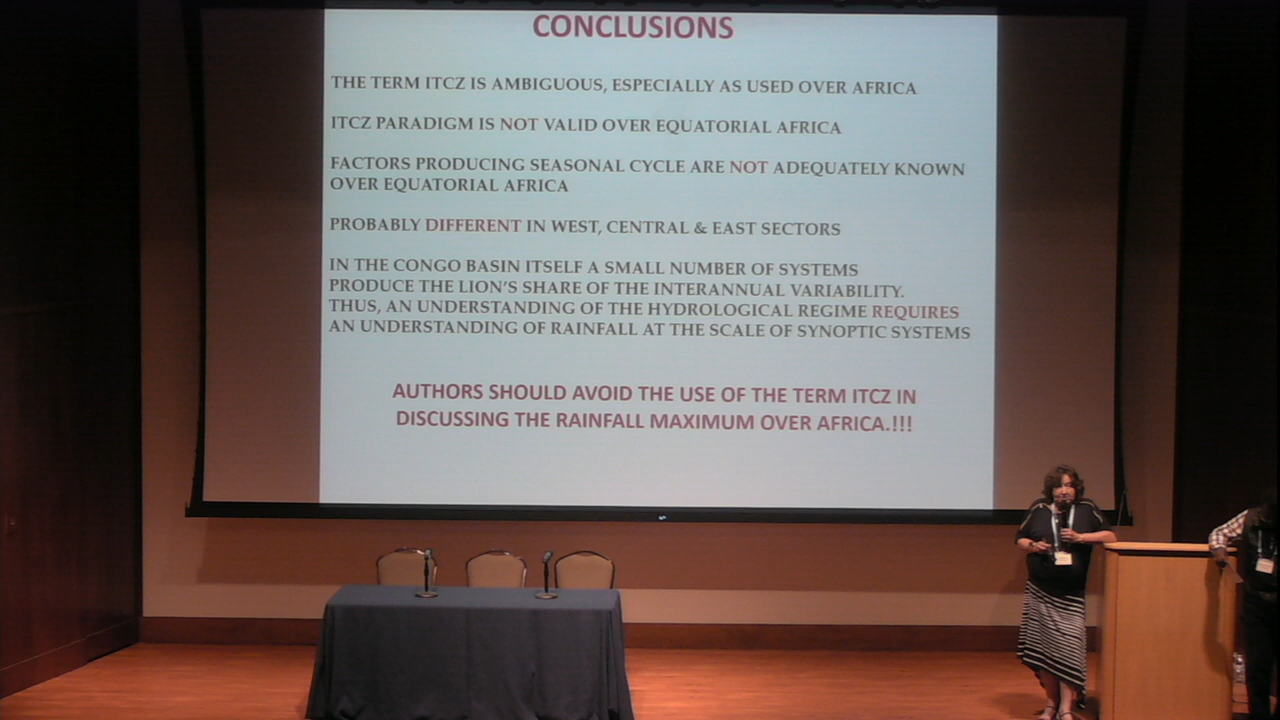 CONCLUSIONS
THE TERM ITCZ IS AMBIGUOUS, ESPECIALLY AS USED OVER AFRICA
ITCZ PARADIGM IS NOT VALID OVER EQUATORIAL AFRICA
FACTORS PRODUCING SEASONAL CYCLE ARE NOT ADEQUATELY KNOWN
OVER EQUATORIAL AFRICA
PROBABLY DIFFERENT IN WEST, CENTRAL & EAST SECTORS
IN THE CONGO BASIN ITSELF A SMALL NUMBER OF SYSTEMS
PRODUCE THE LION'S SHARE OF THE INTERANNUAL VARIABILITY.
THUS, AN UNDERSTANDING OF THE HYDROLOGICAL REGIME REQUIRES
AN UNDERSTANDING OF RAINFALL AT THE SCALE OF SYNOPTIC SYSTEMS
AUTHORS SHOULD AVOID THE USE OF THE TERM ITCZ IN
DISCUSSING THE RAINFALL MAXIMUM OVER AFRICA.!!!